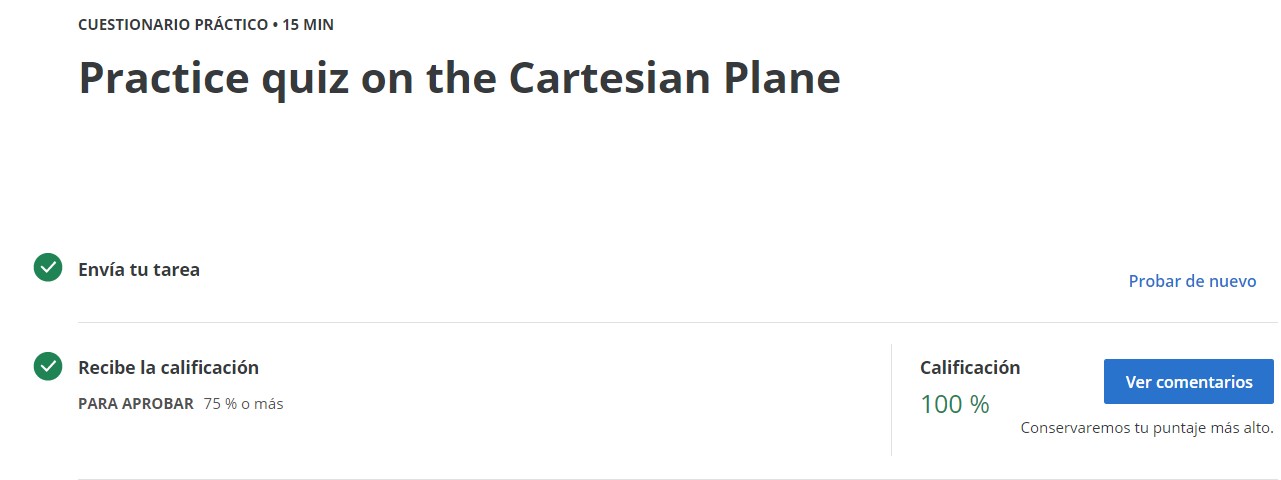 CUESTIONARIO PRÁCTICO • 15 MIN
Practice quiz on the Cartesian Plane
Envía tu tarea
Probar de nuevo
Recibe la calificación
PARA APROBAR 75 % o más
Calificación
100 %
Ver comentarios
Conservaremos tu puntaje más alto.